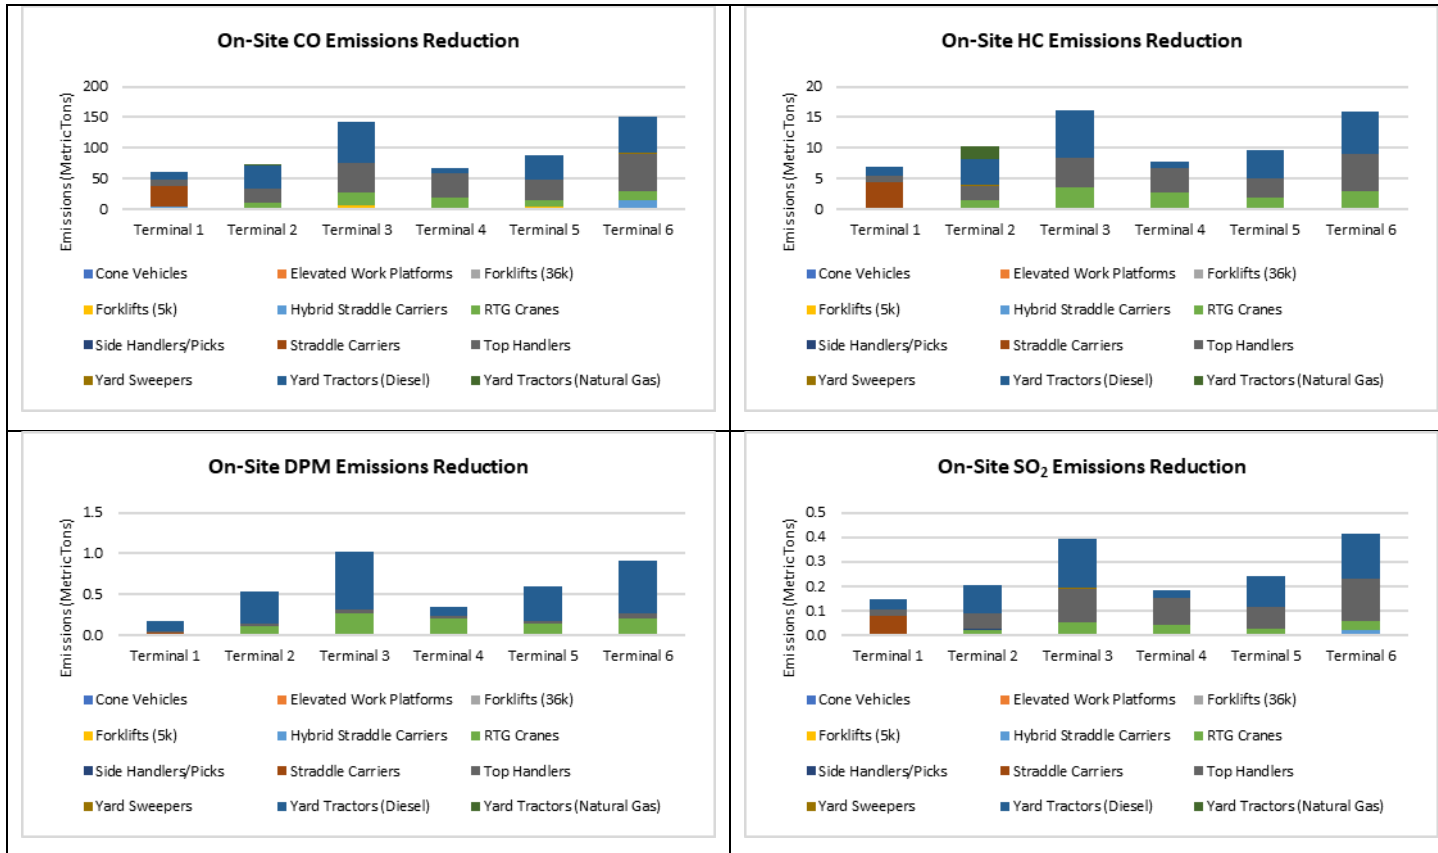 On-Site CO Emissions Reduction
Emissions (Metric Tons)
200
150
100
50
0
Terminal 1 Terminal 2 Terminal 3 Terminal 4 Terminal 5 Terminal 6
Cone Vehicles Elevated Work Platforms Forklifts (36k)
Forklifts (5k) Hybrid Straddle Carriers RTG Cranes
Side Handlers/Picks Straddle Carriers Top Handlers
Yard Sweepers Yard Tractors (Diesel) Yard Tractors (Natural Gas)
On-Site HC Emissions Reduction
Emissions (Metric Tons)
20
15
10
5
0
Terminal 1 Terminal 2 Terminal 3 Terminal 4 Terminal 5 Terminal 6
Cone Vehicles Elevated Work Platforms Forklifts (36k)
Forklifts (5k) Hybrid Straddle Carriers RTG Cranes
Side Handlers/Picks Straddle Carriers Top Handlers
Yard Sweepers Yard Tractors (Diesel) Yard Tractors (Natural Gas)
On-Site DPM Emissions Reduction
Emissions (Metric Tons)
1.5
1.0
0.5
0.0
Terminal 1 Terminal 2 Terminal 3 Terminal 4 Terminal 5 Terminal 6
Cone Vehicles Elevated Work Platforms Forklifts (36k)
Forklifts (5k) Hybrid Straddle Carriers RTG Cranes
Side Handlers/Picks Straddle Carriers Top Handlers
Yard Sweepers Yard Tractors (Diesel) Yard Tractors (Natural Gas)
On-Site SO₂ Emissions Reduction
Emissions (Metric Tons)
0.5
0.4
0.3
0.2
0.1
0.0
Terminal 1 Terminal 2 Terminal 3 Terminal 4 Terminal 5 Terminal 6
Cone Vehicles Elevated Work Platforms Forklifts (36k)
Forklifts (5k) Hybrid Straddle Carriers RTG Cranes
Side Handlers/Picks Straddle Carriers Top Handlers
Yard Sweepers Yard Tractors (Diesel) Yard Tractors (Natural Gas)